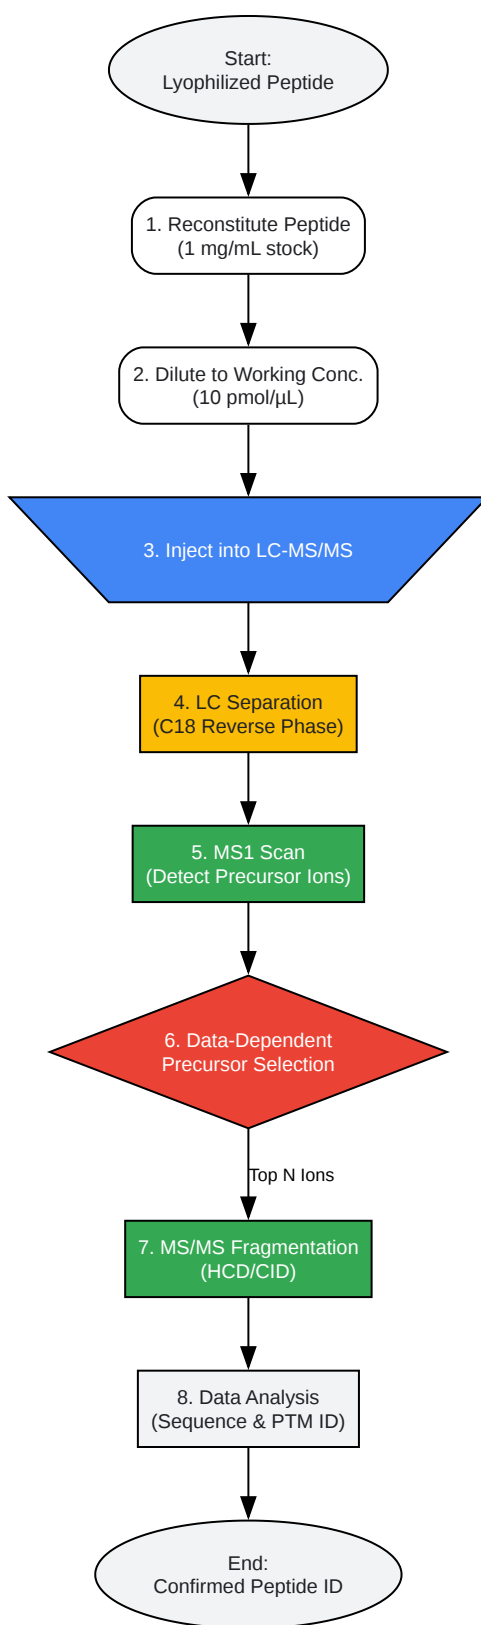 Start:
Lyophilized Peptide
1. Reconstitute Peptide
(1 mg/mL stock)
2. Dilute to Working Conc.
(10 pmol/µL)
3. Inject into LC-MS/MS
4. LC Separation
(C18 Reverse Phase)
5. MS1 Scan
(Detect Precursor Ions)
6. Data-Dependent
Precursor Selection
Top N Ions
7. MS/MS Fragmentation
(HCD/CID)
8. Data Analysis
(Sequence & PTM ID)
End:
Confirmed Peptide ID